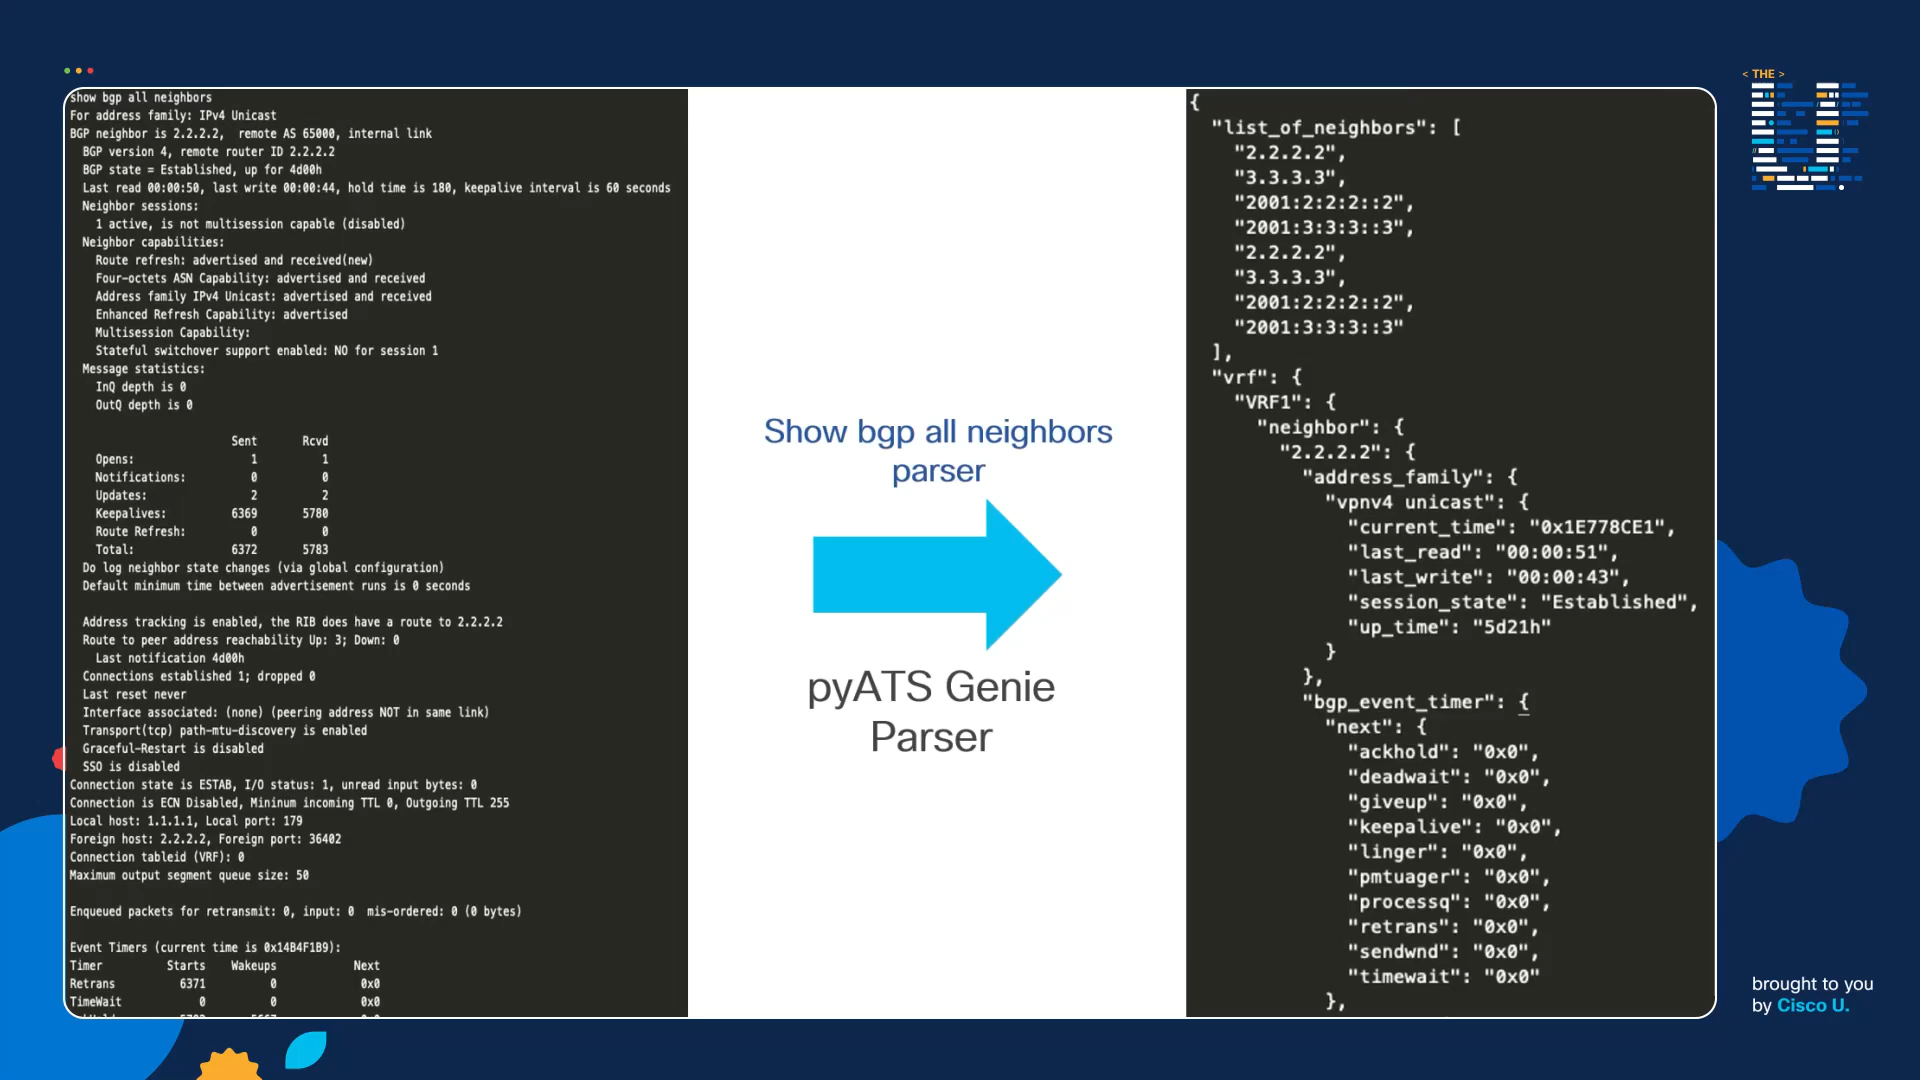 show bgp all neighbors
For address family: IPv4 Unicast
BGP neighbor is 2.2.2.2,  remote AS 65000, internal link
  BGP version 4, remote router ID 2.2.2.2
  BGP state = Established, up for 4d00h
  Last read 00:00:50, last write 00:00:44, hold time is 180, keepalive interval is 60 seconds
  Neighbor sessions:
    1 active, is not multisession capable (disabled)
  Neighbor capabilities:
    Route refresh: advertised and received(new)
    Four-octets ASN Capability: advertised and received
    Address family IPv4 Unicast: advertised and received
    Enhanced Refresh Capability: advertised
    Multisession Capability:
    Stateful switchover support enabled: NO for session 1
  Message statistics:
    InQ depth is 0
    OutQ depth is 0
                         Sent       Rcvd
    Opens:                  1          1
    Notifications:          0          0
    Updates:                2          2
    Keepalives:          6369       5780
    Route Refresh:          0          0
    Total:               6372       5783
  Do log neighbor state changes (via global configuration)
  Default minimum time between advertisement runs is 0 seconds
  Address tracking is enabled, the RIB does have a route to 2.2.2.2
  Route to peer address reachability Up: 3; Down: 0
    Last notification 4d00h
  Connections established 1; dropped 0
  Last reset never
  Interface associated: (none) (peering address NOT in same link)
  Transport(tcp) path-mtu-discovery is enabled
  Graceful-Restart is disabled
  SSO is disabled
Connection state is ESTAB, I/O status: 1, unread input bytes: 0
Connection is ECN Disabled, Mininum incoming TTL 0, Outgoing TTL 255
Local host: 1.1.1.1, Local port: 179
Foreign host: 2.2.2.2, Foreign port: 36402
Connection tableid (VRF): 0
Maximum output segment queue size: 50
Enqueued packets for retransmit: 0, input: 0  mis-ordered: 0 (0 bytes)
Event Timers (current time is 0x14B4F1B9):
Timer          Starts    Wakeups            Next
Retrans          6371          0             0x0
TimeWait            0          0             0x0
Show bgp all neighbors
parser
pyATS Genie
Parser
{
  "list_of_neighbors": [
    "2.2.2.2",
    "3.3.3.3",
    "2001:2:2:2::2",
    "2001:3:3:3::3",
    "2.2.2.2",
    "3.3.3.3",
    "2001:2:2:2::2",
    "2001:3:3:3::3"
  ],
  "vrf": {
    "VRF1": {
      "neighbor": {
        "2.2.2.2": {
          "address_family": {
            "vpnv4 unicast": {
              "current_time": "0x1E778CE1",
              "last_read": "00:00:51",
              "last_write": "00:00:43",
              "session_state": "Established",
              "up_time": "5d21h"
            }
          },
          "bgp_event_timer": {
            "next": {
              "ackhold": "0x0",
              "deadwait": "0x0",
              "giveup": "0x0",
              "keepalive": "0x0",
              "linger": "0x0",
              "pmtuager": "0x0",
              "processq": "0x0",
              "retrans": "0x0",
              "sendwnd": "0x0",
              "timewait": "0x0"
            },
< THE >
brought to you
by Cisco U.